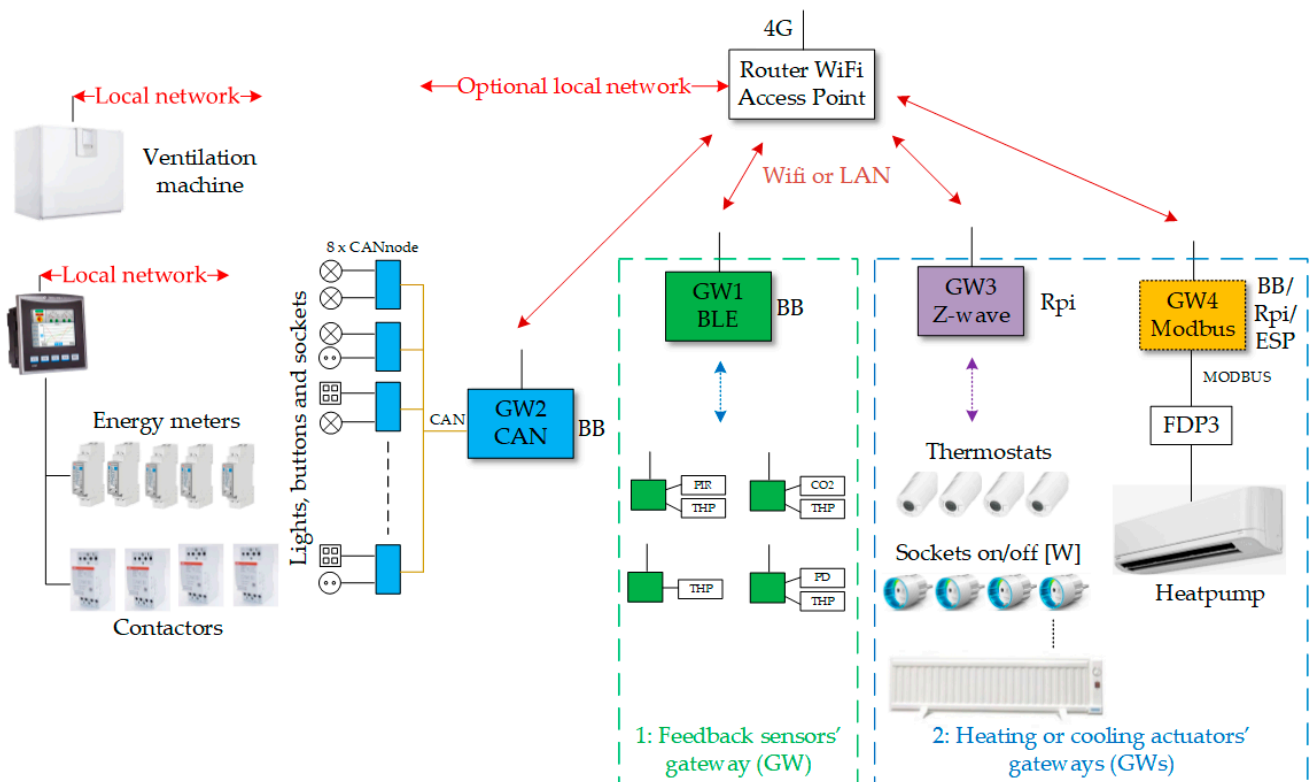 4G
Router WiFi
Access Point
Local network
Optional local network
Ventilation
machine
Wifi or LAN
8 x CANnode
Local network
Lights, buttons and sockets
GW1
BLE
BB
GW3
Z-wave
Rpi
GW4
Modbus
BB/
Rpi/
ESP
MODBUS
CAN
GW2
CAN
BB
FDP3
Energy meters
Thermostats
PIR
THP
CO2
THP
Sockets on/off [W]
THP
PD
THP
Heatpump
Contactors
1: Feedback sensors'
gateway (GW)
2: Heating or cooling actuators'
gateways (GWs)